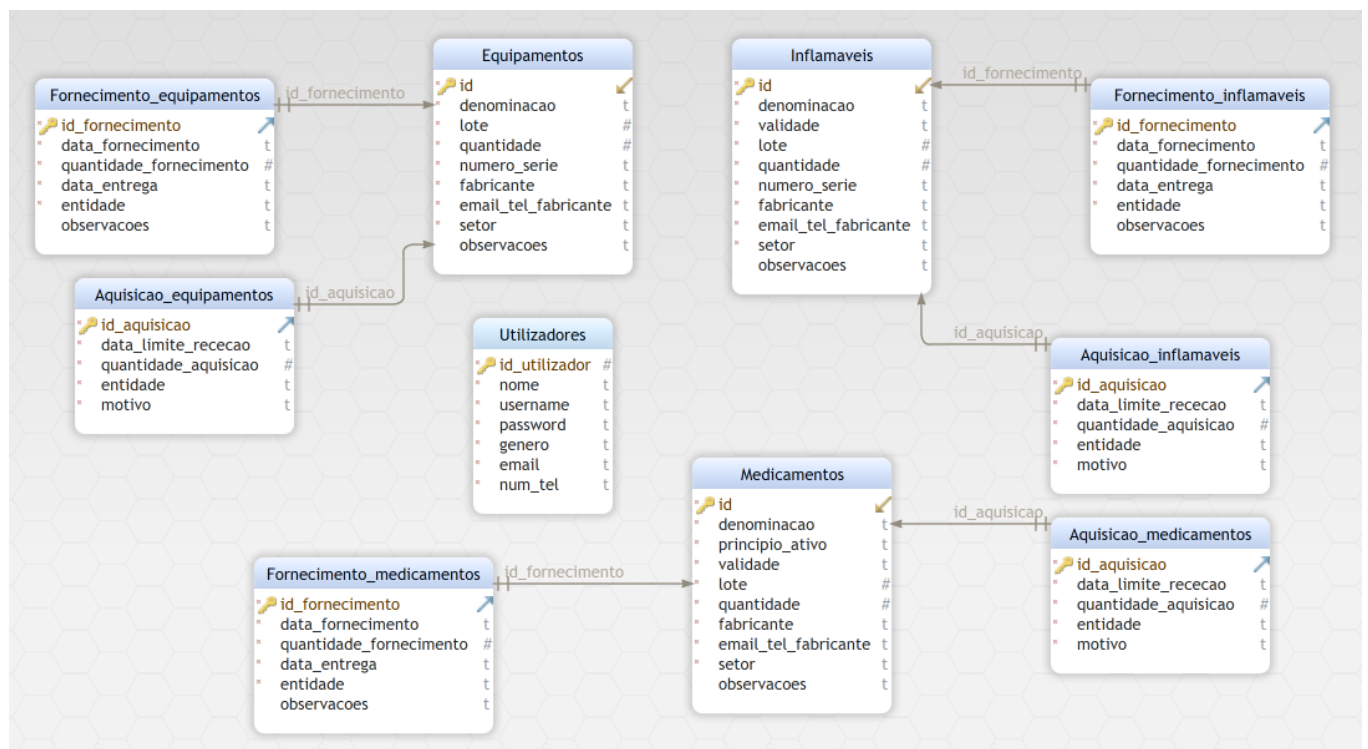 Fornecimento_equipamentos
id_fornecimento
data_fornecimento t
quantidade_fornecimento #
data_entrega t
entidade t
observacoes t
id_fornecimento
Equipamentos
id
denominacao t
lote #
quantidade #
numero_serie t
fabricante t
email_tel_fabricante t
setor t
observacoes t
Inflamaveis
id
denominacao t
validade t
lote #
quantidade #
numero_serie t
fabricante t
email_tel_fabricante t
setor t
observacoes t
id_fornecimento
Fornecimento_inflamaveis
id_fornecimento
data_fornecimento t
quantidade_fornecimento #
data_entrega t
entidade t
observacoes t
Aquisicao_equipamentos
id_aquisicao
data_limite_rececao t
quantidade_aquisicao #
entidade t
motivo t
id_aquisicao
Utilizadores
id_utilizador #
nome t
username t
password t
genero t
email t
num_tel t
id_aquisicao
Aquisicao_inflamaveis
id_aquisicao
data_limite_rececao t
quantidade_aquisicao #
entidade t
motivo t
Fornecimento_medicamentos
id_fornecimento
data_fornecimento t
quantidade_fornecimento #
data_entrega t
entidade t
observacoes t
id_fornecimento
Medicamentos
id
denominacao t
principio_ativo t
validade t
lote #
quantidade #
fabricante t
email_tel_fabricante t
setor t
observacoes t
id_aquisicao
Aquisicao_medicamentos
id_aquisicao
data_limite_rececao t
quantidade_aquisicao #
entidade t
motivo t